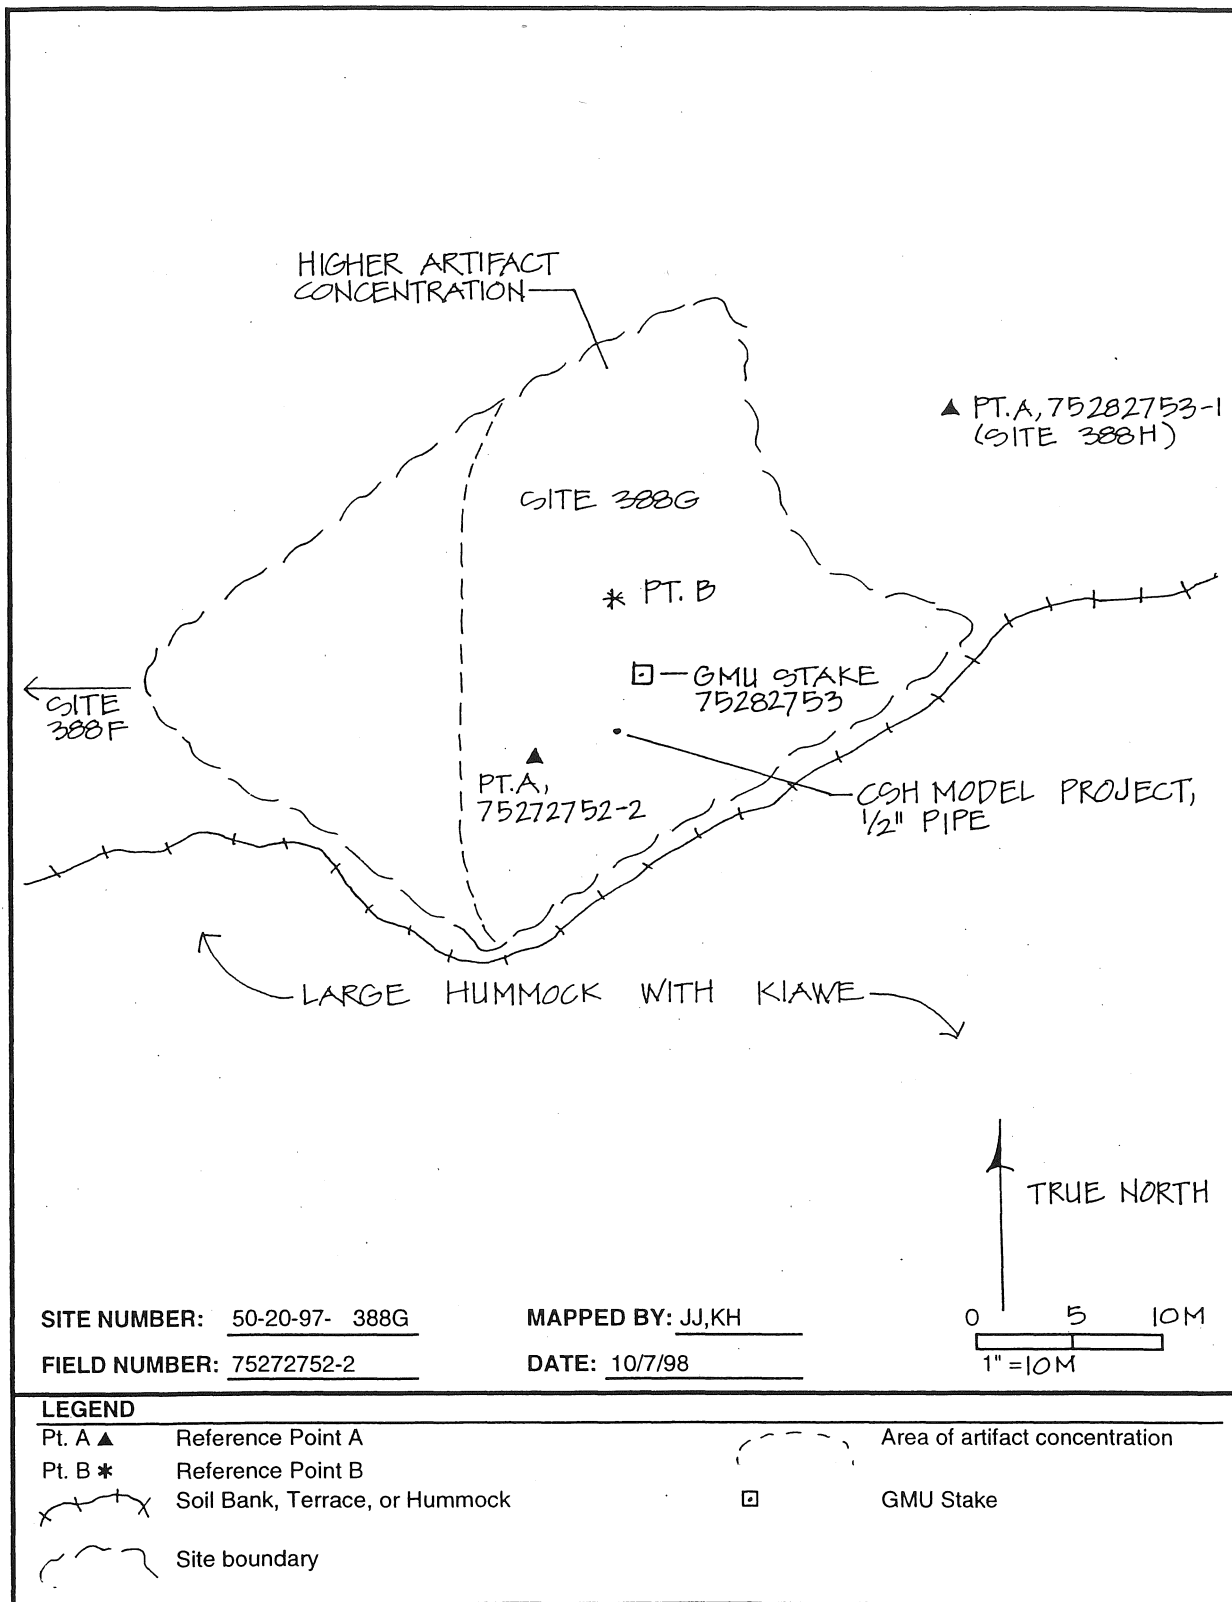 HIGHER ARTIFACT
CONCENTRATION
PT.A, 75282753-1
(SITE 388H)
SITE 388G
PT. B
GMU STAKE
75282753
SITE
388F
PT.A,
75272752-2
CSH MODEL PROJECT,
1/2" PIPE
LARGE HUMMOCK WITH KIAWE
TRUE NORTH
SITE NUMBER: 50-20-97- 388G
MAPPED BY: JJ,KH
0 5 10M
FIELD NUMBER: 75272752-2
DATE: 10/7/98
1" = 10M
LEGEND
Pt. A Reference Point A
Area of artifact concentration
Pt. B Reference Point B
Soil Bank, Terrace, or Hummock
GMU Stake
Site boundary